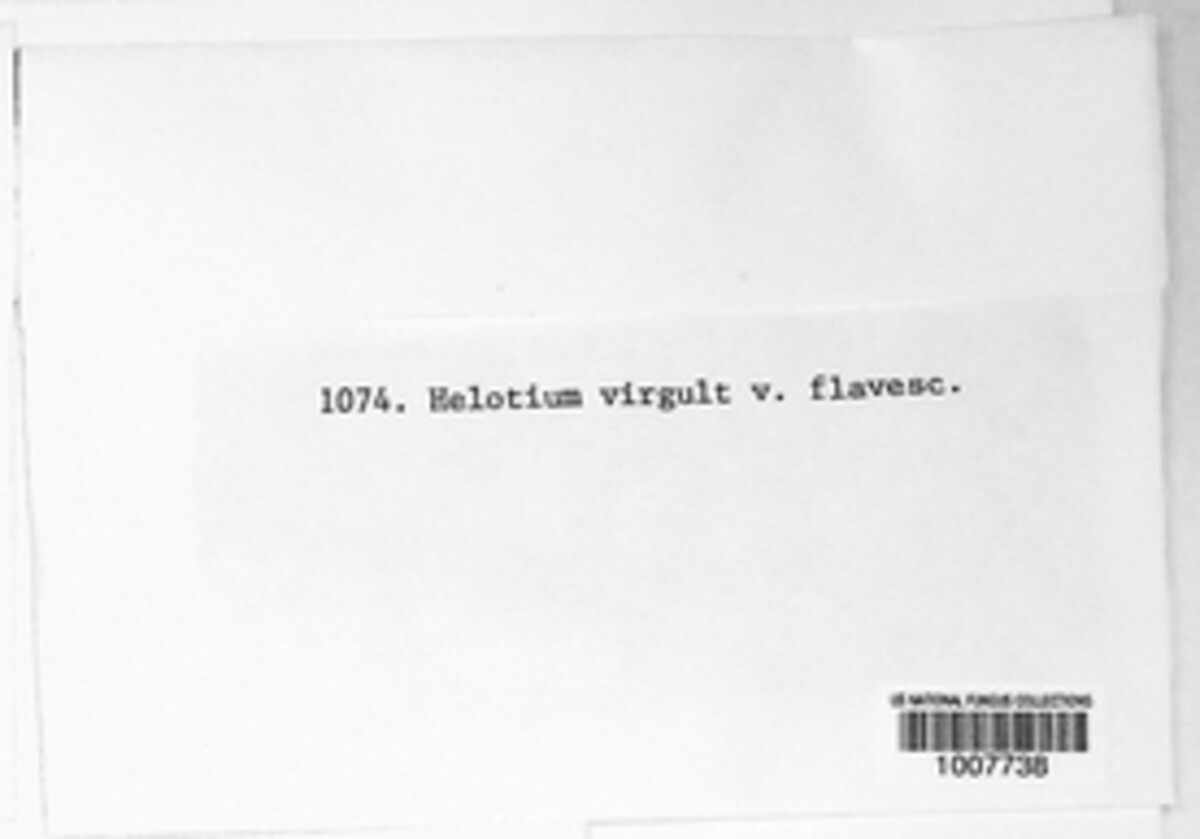 1074. Helotium virgult v. flavesc.
US NATIONAL FUNGUS COLLECTIONS
1007738